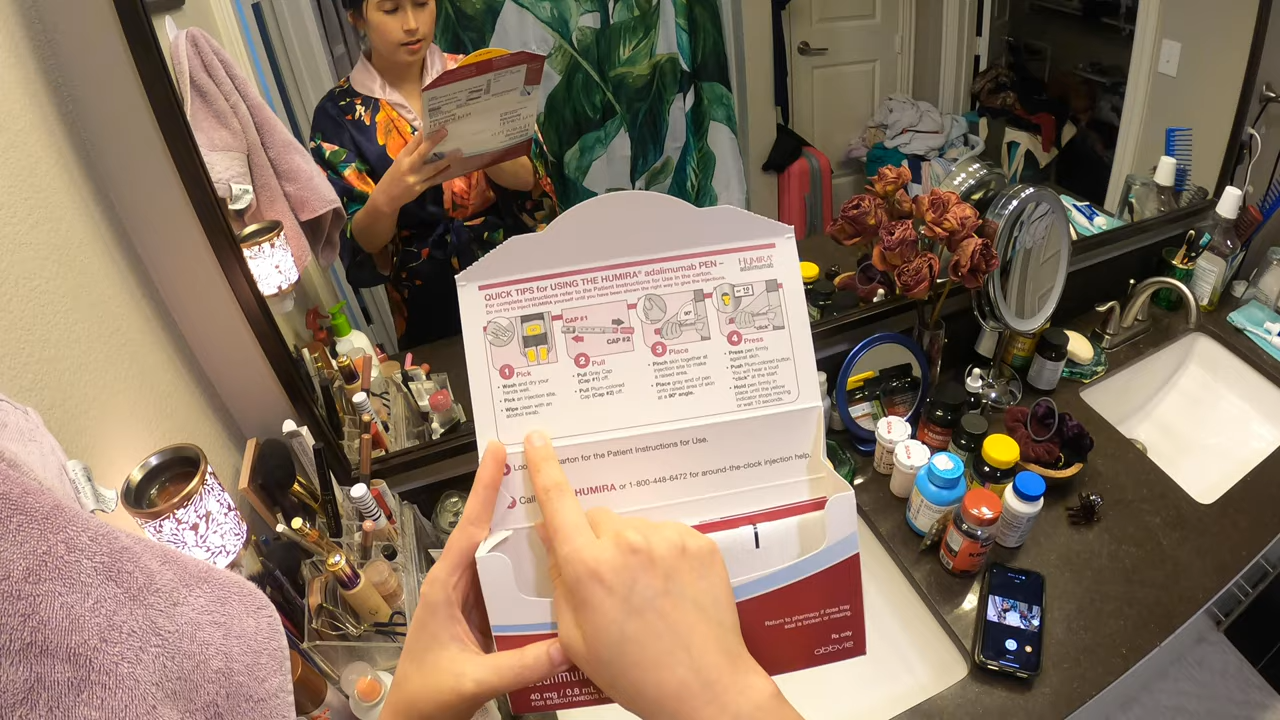 QUICK TIPS for USING THE HUMIRA® adalimumab PEN –
HUMIRA®
adalimumab
For complete instructions refer to the Patient Instructions for Use in the carton.
Do not try to inject HUMIRA yourself until you have been shown the right way to give the injections.
CAP #1
CAP #2
90°
10
"click"
1 Pick
• Wash and dry your
hands well.
• Pick an injection site.
• Wipe clean with an
alcohol swab.
2 Pull
• Pull Gray Cap
(Cap #1) off.
• Pull Plum-colored
Cap (Cap #2) off.
3 Place
• Pinch skin together at
injection site to make
a raised area.
• Place gray end of pen
onto raised area of skin
at a 90° angle.
4 Press
• Press pen firmly
against skin.
• Push Plum-colored button.
You will hear a loud
"click" at the start.
• Hold pen firmly in
place until the yellow
indicator stops moving
or wait 10 seconds.
carton for the Patient Instructions for Use.
Call HUMIRA or 1-800-448-6472 for around-the-clock injection help.
Return to pharmacy if dose tray
seal is broken or missing.
Rx only
abbvie
40 mg / 0.8 mL
FOR SUBCUTANEOUS